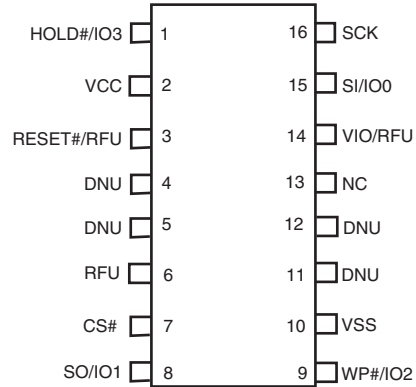 HOLD#/IO3 1 16 SCK
VCC 2 15 SI/IO0
RESET#/RFU 3 14 VIO/RFU
DNU 4 13 NC
DNU 5 12 DNU
RFU 6 11 DNU
CS# 7 10 VSS
SO/IO1 8 9 WP#/IO2